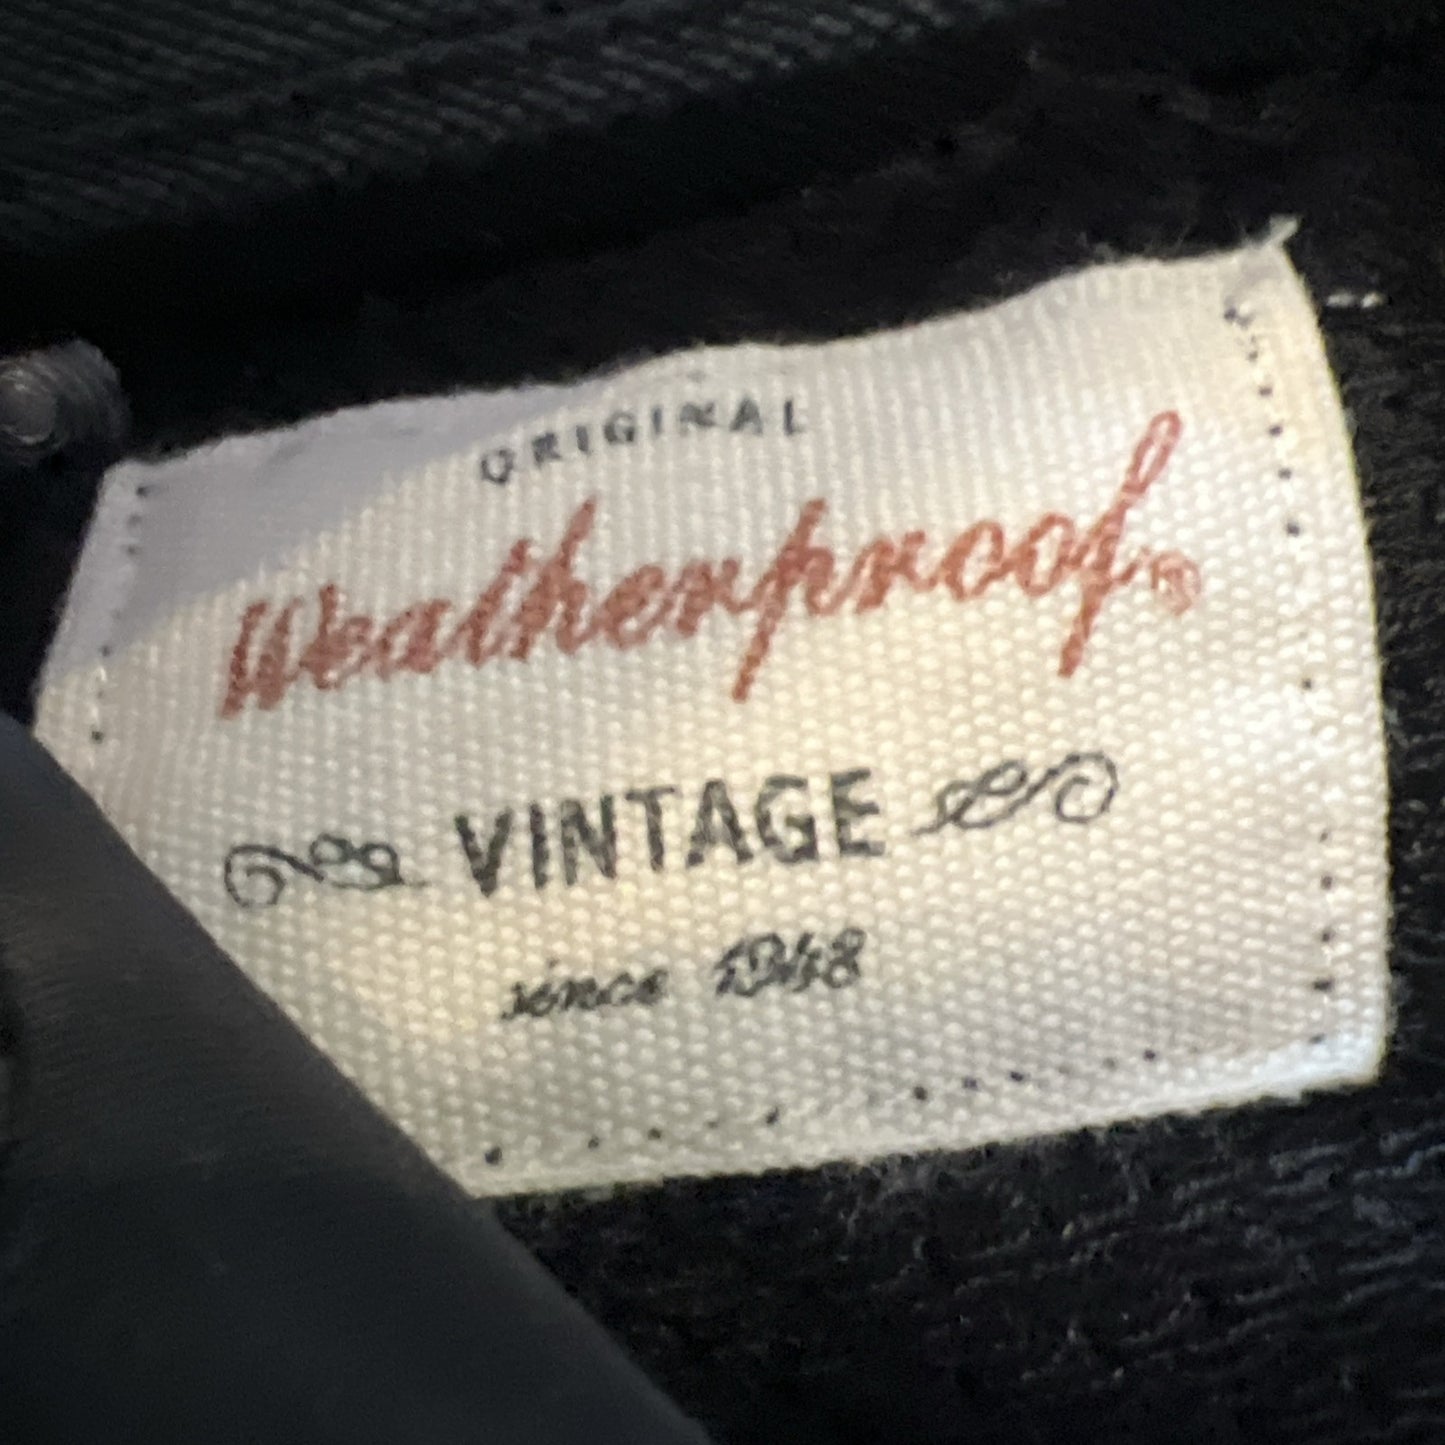 ORIGINAL
Weatherproof®
VINTAGE
since 1948